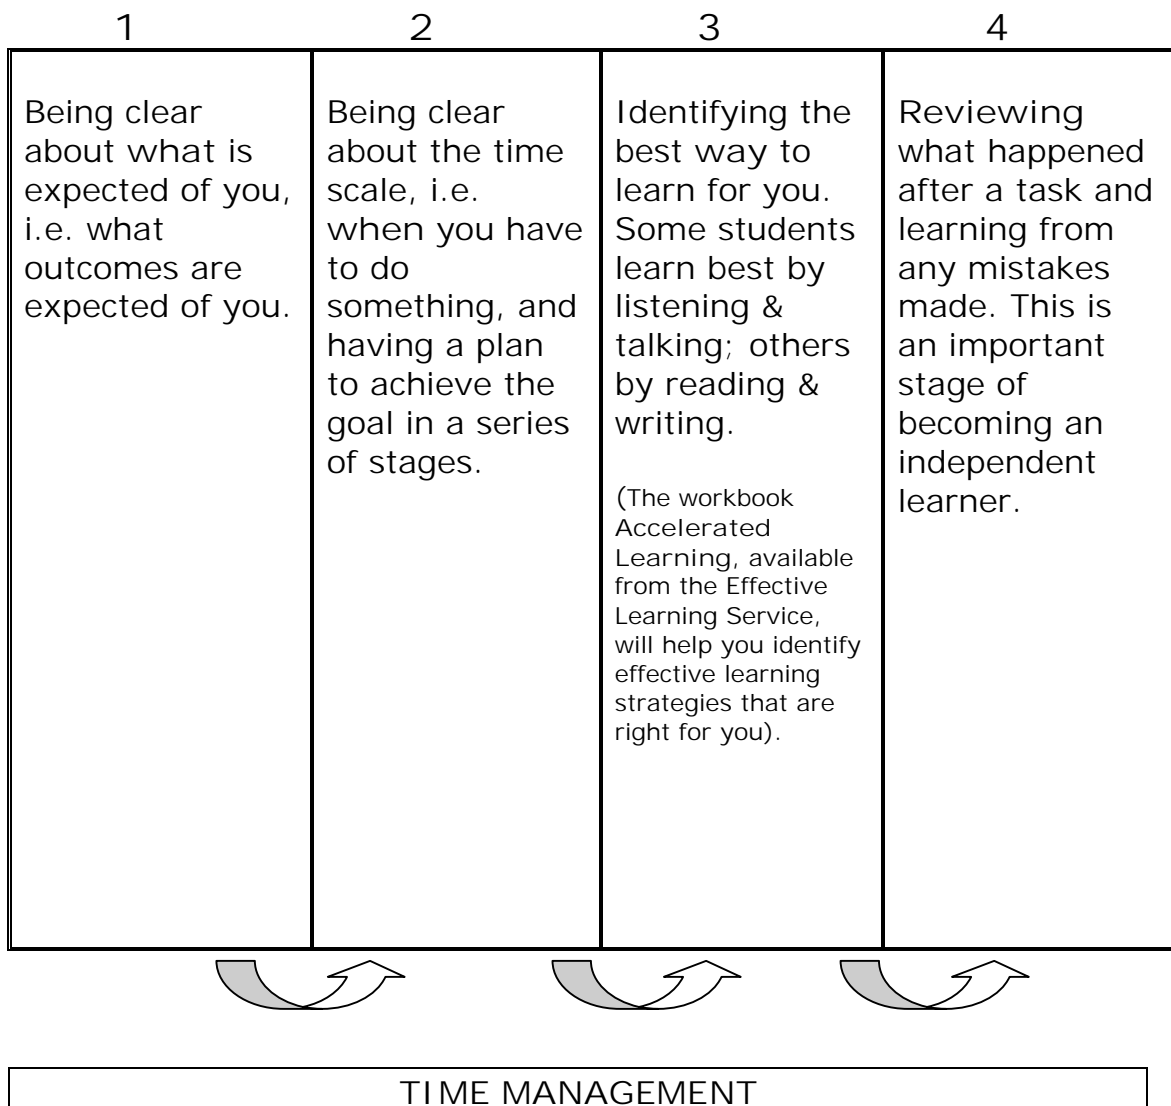 1
2
3
4
Being clear
about what is
expected of you,
i.e. what
outcomes are
expected of you.
Being clear
about the time
scale, i.e.
when you have
to do
something, and
having a plan
to achieve the
goal in a series
of stages.
Identifying the
best way to
learn for you.
Some students
learn best by
listening &
talking; others
by reading &
writing.
(The workbook
Accelerated
Learning, available
from the Effective
Learning Service,
will help you identify
effective learning
strategies that are
right for you).
Reviewing
what happened
after a task and
learning from
any mistakes
made. This is
an important
stage of
becoming an
independent
learner.
TIME MANAGEMENT